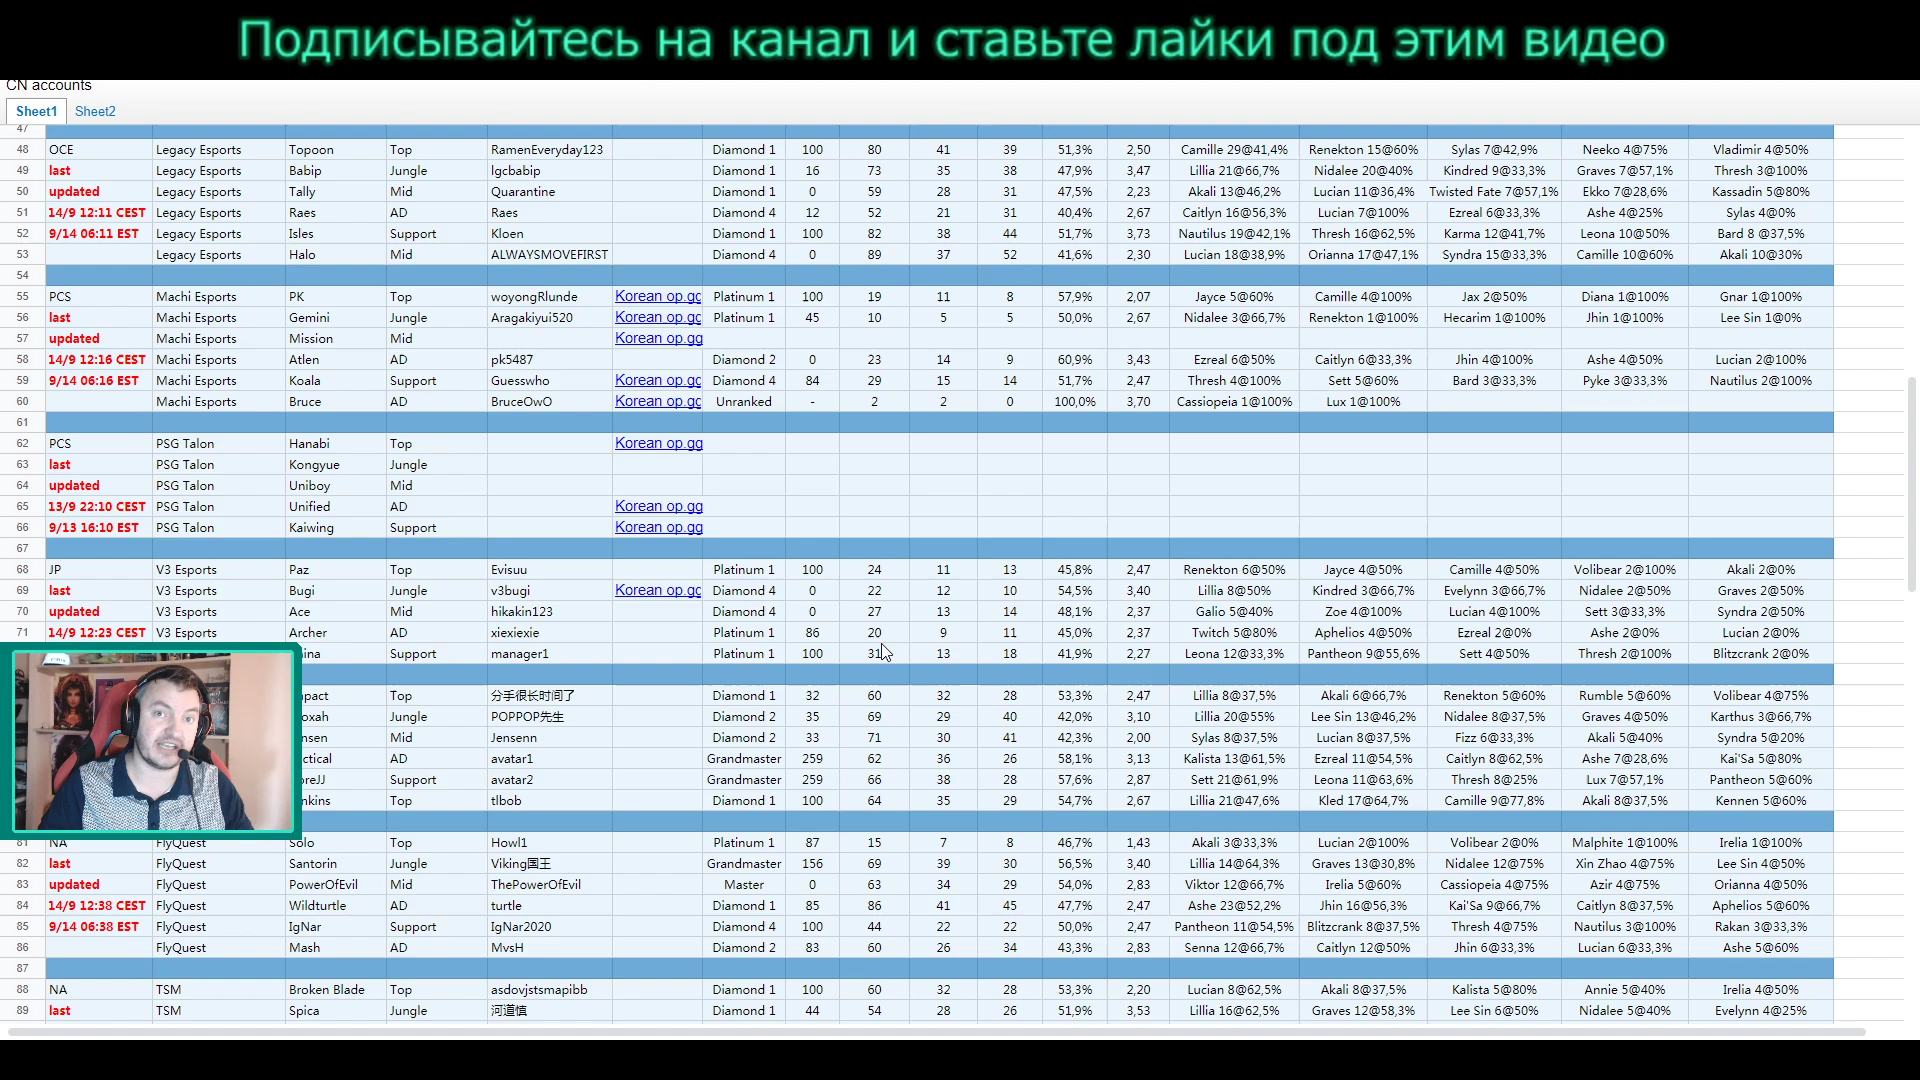 Подписывайтесь на канал и ставьте лайки под этим видео
CN accounts
Sheet1 Sheet2
47
48 OCE Legacy Esports Topoon Top RamenEveryday123 Diamond 1 100 80 41 39 51,3% 2,50 Camille 29@41,4% Renekton 15@60% Sylas 7@42,9% Neeko 4@75% Vladimir 4@50%
49 last Legacy Esports Babip Jungle lgcbabip Diamond 1 16 73 35 38 47,9% 3,47 Lillia 21@66,7% Nidalee 20@40% Kindred 9@33,3% Graves 7@57,1% Thresh 3@100%
50 updated Legacy Esports Tally Mid Quarantine Diamond 1 0 59 28 31 47,5% 2,23 Akali 13@46,2% Lucian 11@36,4% Twisted Fate 7@57,1% Ekko 7@28,6% Kassadin 5@80%
51 14/9 12:11 CEST Legacy Esports Raes AD Raes Diamond 4 12 52 21 31 40,4% 2,67 Caitlyn 16@56,3% Lucian 7@100% Ezreal 6@33,3% Ashe 4@25% Sylas 4@0%
52 9/14 06:11 EST Legacy Esports Isles Support Kloen Diamond 1 100 82 38 44 51,7% 3,73 Nautilus 19@42,1% Thresh 16@62,5% Karma 12@41,7% Leona 10@50% Bard 8 @37,5%
53 Legacy Esports Halo Mid ALWAYSMOVEFIRST Diamond 4 0 89 37 52 41,6% 2,30 Lucian 18@38,9% Orianna 17@47,1% Syndra 15@33,3% Camille 10@60% Akali 10@30%
54
55 PCS Machi Esports PK Top woyongRlunde Korean op.gg Platinum 1 100 19 11 8 57,9% 2,07 Jayce 5@60% Camille 4@100% Jax 2@50% Diana 1@100% Gnar 1@100%
56 last Machi Esports Gemini Jungle Aragakiyui520 Korean op.gg Platinum 1 45 10 5 5 50,0% 2,67 Nidalee 3@66,7% Renekton 1@100% Hecarim 1@100% Jhin 1@100% Lee Sin 1@0%
57 updated Machi Esports Mission Mid Korean op.gg
58 14/9 12:16 CEST Machi Esports Atlen AD pk5487 Diamond 2 0 23 14 9 60,9% 3,43 Ezreal 6@50% Caitlyn 6@33,3% Jhin 4@100% Ashe 4@50% Lucian 2@100%
59 9/14 06:16 EST Machi Esports Koala Support Guesswho Korean op.gg Diamond 4 84 29 15 14 51,7% 2,47 Thresh 4@100% Sett 5@60% Bard 3@33,3% Pyke 3@33,3% Nautilus 2@100%
60 Machi Esports Bruce AD BruceOwO Korean op.gg Unranked - 2 2 0 100,0% 3,70 Cassiopeia 1@100% Lux 1@100%
61
62 PCS PSG Talon Hanabi Top Korean op.gg
63 last PSG Talon Kongyue Jungle
64 updated PSG Talon Uniboy Mid
65 13/9 22:10 CEST PSG Talon Unified AD Korean op.gg
66 9/13 16:10 EST PSG Talon Kaiwing Support Korean op.gg
67
68 JP V3 Esports Paz Top Evisuu Platinum 1 100 24 11 13 45,8% 2,47 Renekton 6@50% Jayce 4@50% Camille 4@50% Volibear 2@100% Akali 2@0%
69 last V3 Esports Bugi Jungle v3bugi Korean op.gg Diamond 4 0 22 12 10 54,5% 3,40 Lillia 8@50% Kindred 3@66,7% Evelynn 3@66,7% Nidalee 2@50% Graves 2@50%
70 updated V3 Esports Ace Mid hikakin123 Diamond 4 0 27 13 14 48,1% 2,37 Galio 5@40% Zoe 4@100% Lucian 4@100% Sett 3@33,3% Syndra 2@50%
71 14/9 12:23 CEST V3 Esports Archer AD xiexiexie Platinum 1 86 20 9 11 45,0% 2,37 Twitch 5@80% Aphelios 4@50% Ezreal 2@0% Ashe 2@0% Lucian 2@0%
ina Support manager1 Platinum 1 100 31 13 18 41,9% 2,27 Leona 12@33,3% Pantheon 9@55,6% Sett 4@50% Thresh 2@100% Blitzcrank 2@0%
pact Top 分手很长时间了 Diamond 1 32 60 32 28 53,3% 2,47 Lillia 8@37,5% Akali 6@66,7% Renekton 5@60% Rumble 5@60% Volibear 4@75%
oxah Jungle POPPOP先生 Diamond 2 35 69 29 40 42,0% 3,10 Lillia 20@55% Lee Sin 13@46,2% Nidalee 8@37,5% Graves 4@50% Karthus 3@66,7%
nsen Mid Jensenn Diamond 2 33 71 30 41 42,3% 2,00 Sylas 8@37,5% Lucian 8@37,5% Fizz 6@33,3% Akali 5@40% Syndra 5@20%
ctical AD avatar1 Grandmaster 259 62 36 26 58,1% 3,13 Kalista 13@61,5% Ezreal 11@54,5% Caitlyn 8@62,5% Ashe 7@28,6% Kai'Sa 5@80%
reJJ Support avatar2 Grandmaster 259 66 38 28 57,6% 2,87 Sett 21@61,9% Leona 11@63,6% Thresh 8@25% Lux 7@57,1% Pantheon 5@60%
nkins Top tlbob Diamond 1 100 64 35 29 54,7% 2,67 Lillia 21@47,6% Kled 17@64,7% Camille 9@77,8% Akali 8@37,5% Kennen 5@60%
81 NA FlyQuest Solo Top Howl1 Platinum 1 87 15 7 8 46,7% 1,43 Akali 3@33,3% Lucian 2@100% Volibear 2@0% Malphite 1@100% Irelia 1@100%
82 last FlyQuest Santorin Jungle Viking国王 Grandmaster 156 69 39 30 56,5% 3,40 Lillia 14@64,3% Graves 13@30,8% Nidalee 12@75% Xin Zhao 4@75% Lee Sin 4@50%
83 updated FlyQuest PowerOfEvil Mid ThePowerOfEvil Master 0 63 34 29 54,0% 2,83 Viktor 12@66,7% Irelia 5@60% Cassiopeia 4@75% Azir 4@75% Orianna 4@50%
84 14/9 12:38 CEST FlyQuest Wildturtle AD turtle Diamond 1 85 86 41 45 47,7% 2,47 Ashe 23@52,2% Jhin 16@56,3% Kai'Sa 9@66,7% Caitlyn 8@37,5% Aphelios 5@60%
85 9/14 06:38 EST FlyQuest IgNar Support IgNar2020 Diamond 4 100 44 22 22 50,0% 2,47 Pantheon 11@54,5% Blitzcrank 8@37,5% Thresh 4@75% Nautilus 3@100% Rakan 3@33,3%
86 FlyQuest Mash AD MvsH Diamond 2 83 60 26 34 43,3% 2,83 Senna 12@66,7% Caitlyn 12@50% Jhin 6@33,3% Lucian 6@33,3% Ashe 5@60%
87
88 NA TSM Broken Blade Top asdovjstsmapibb Diamond 1 100 60 32 28 53,3% 2,20 Lucian 8@62,5% Akali 8@37,5% Kalista 5@80% Annie 5@40% Irelia 4@50%
89 last TSM Spica Jungle 河道慎 Diamond 1 44 54 28 26 51,9% 3,53 Lillia 16@62,5% Graves 12@58,3% Lee Sin 6@50% Nidalee 5@40% Evelynn 4@25%